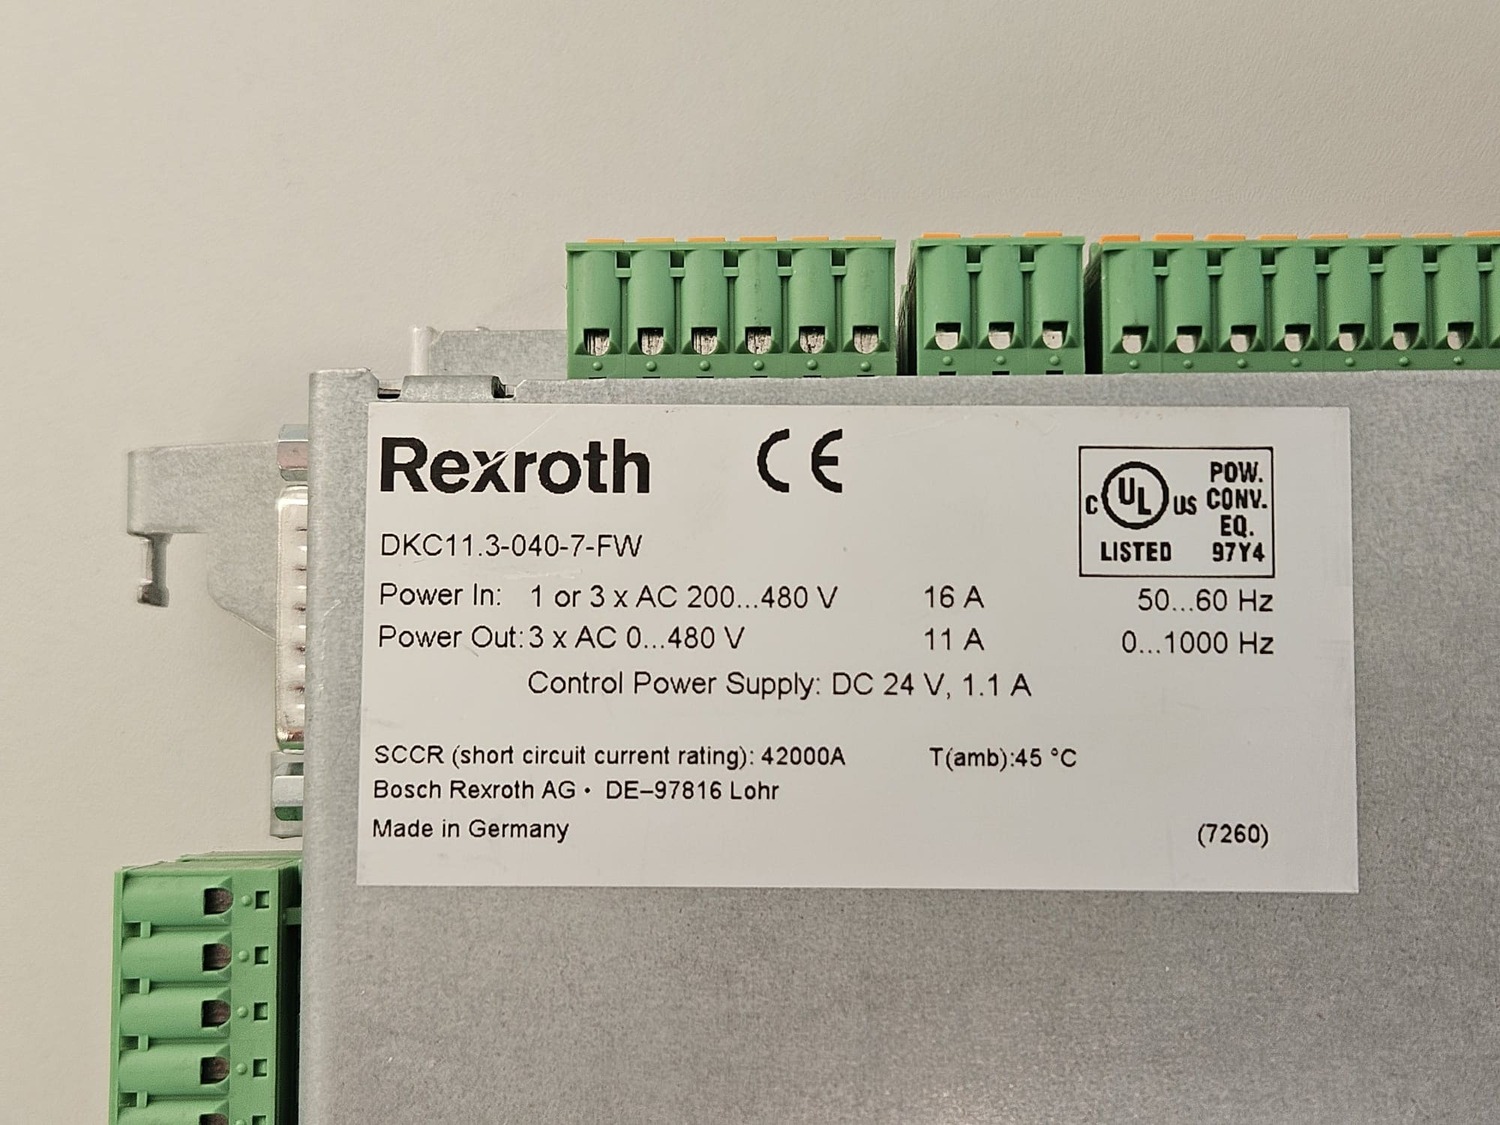 Rexroth CE
C UL US POW. CONV. EQ.
LISTED 97Y4
DKC11.3-040-7-FW
Power In: 1 or 3 x AC 200...480 V 16 A 50...60 Hz
Power Out: 3 x AC 0...480 V 11 A 0...1000 Hz
Control Power Supply: DC 24 V, 1.1 A
SCCR (short circuit current rating): 42000A T(amb):45 °C
Bosch Rexroth AG • DE–97816 Lohr
Made in Germany (7260)